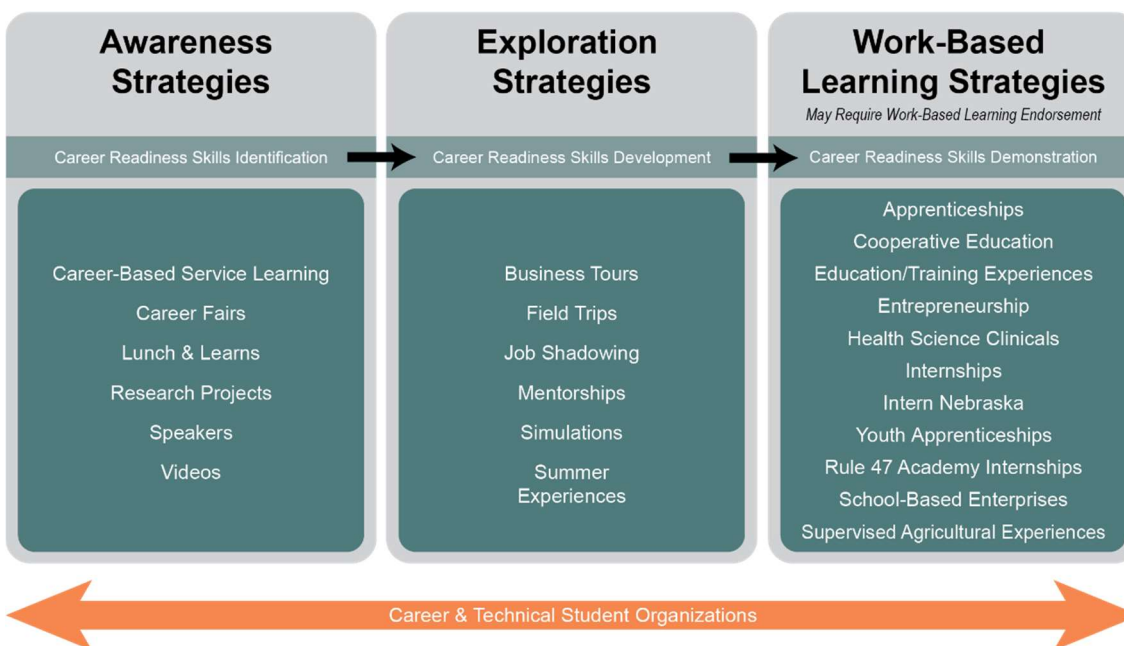 Awareness
Strategies
Career Readiness Skills Identification
Career-Based Service Learning
Career Fairs
Lunch & Learns
Research Projects
Speakers
Videos
Exploration
Strategies
Career Readiness Skills Development
Business Tours
Field Trips
Job Shadowing
Mentorships
Simulations
Summer
Experiences
Work-Based
Learning Strategies
May Require Work-Based Learning Endorsement
Career Readiness Skills Demonstration
Apprenticeships
Cooperative Education
Education/Training Experiences
Entrepreneurship
Health Science Clinicals
Internships
Intern Nebraska
Youth Apprenticeships
Rule 47 Academy Internships
School-Based Enterprises
Supervised Agricultural Experiences
Career & Technical Student Organizations